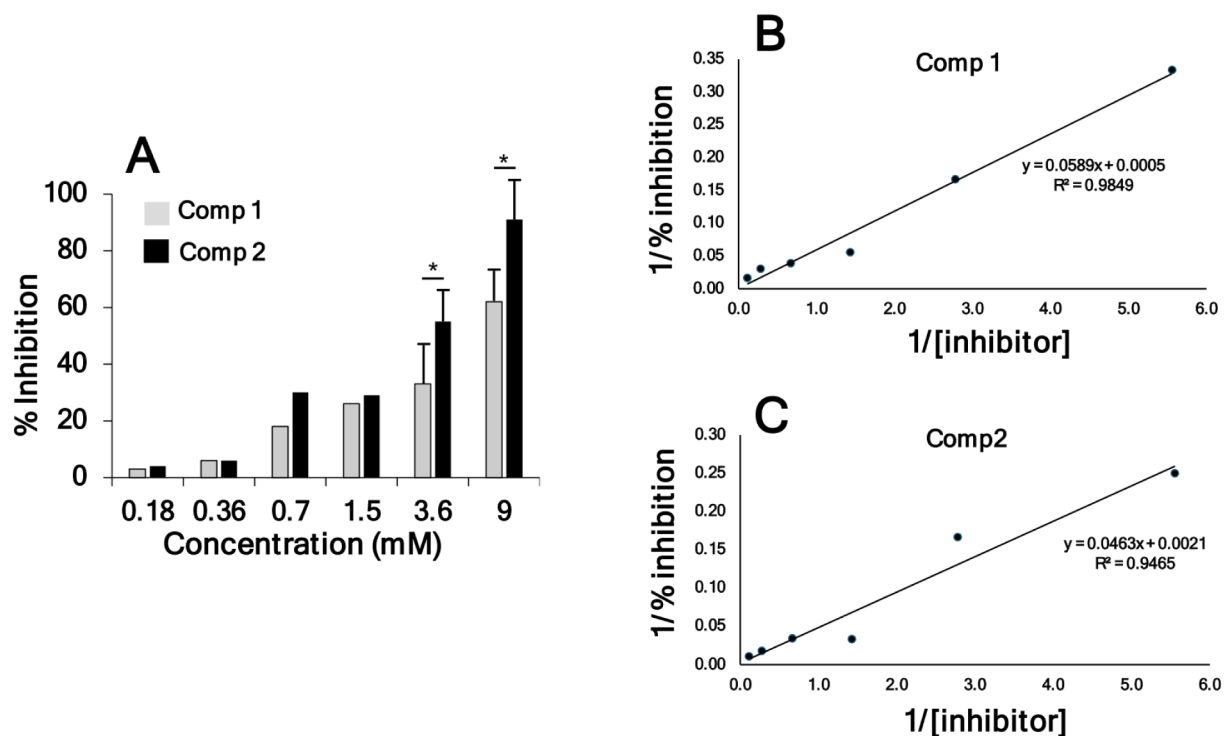 A
% Inhibition
100
80
60
40
20
0
Comp 1
Comp 2
*
*
0.18 0.36 0.7 1.5 3.6 9
Concentration (mM)
B
Comp 1
1/% inhibition
0.35
0.30
0.25
0.20
0.15
0.10
0.05
0.00
y = 0.0589x + 0.0005
R² = 0.9849
0.0 1.0 2.0 3.0 4.0 5.0 6.0
1/[inhibitor]
C
Comp2
1/% inhibition
0.30
0.25
0.20
0.15
0.10
0.05
0.00
y = 0.0463x + 0.0021
R² = 0.9465
0.0 1.0 2.0 3.0 4.0 5.0 6.0
1/[inhibitor]